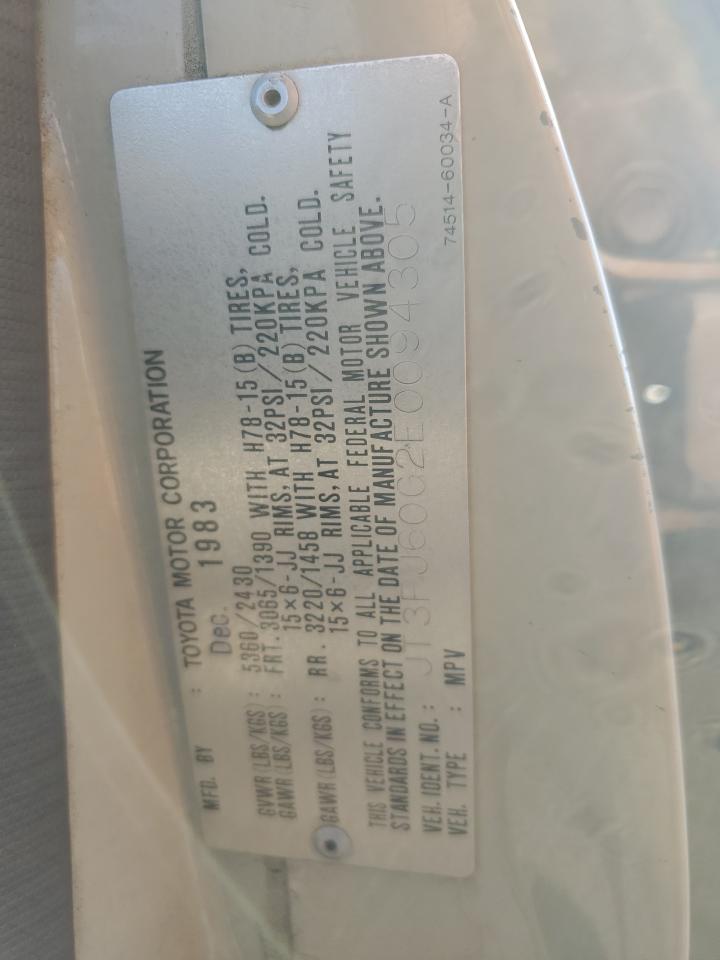 MFD. BY : TOYOTA MOTOR CORPORATION
Dec. 1983
GVWR(LBS/KGS) : 5360/2430
GAWR(LBS/KGS) : FRT. 3065/1390 WITH H78-15(B) TIRES,
15×6-JJ RIMS, AT 32PSI/220KPA COLD.
GAWR(LBS/KGS) : RR. 3220/1458 WITH H78-15(B) TIRES,
15×6-JJ RIMS, AT 32PSI/220KPA COLD.
THIS VEHICLE CONFORMS TO ALL APPLICABLE FEDERAL MOTOR VEHICLE SAFETY
STANDARDS IN EFFECT ON THE DATE OF MANUFACTURE SHOWN ABOVE.
VEH. IDENT. NO. : JT3FJ60G2E0094305
VEH. TYPE : MPV
74514-60034-A